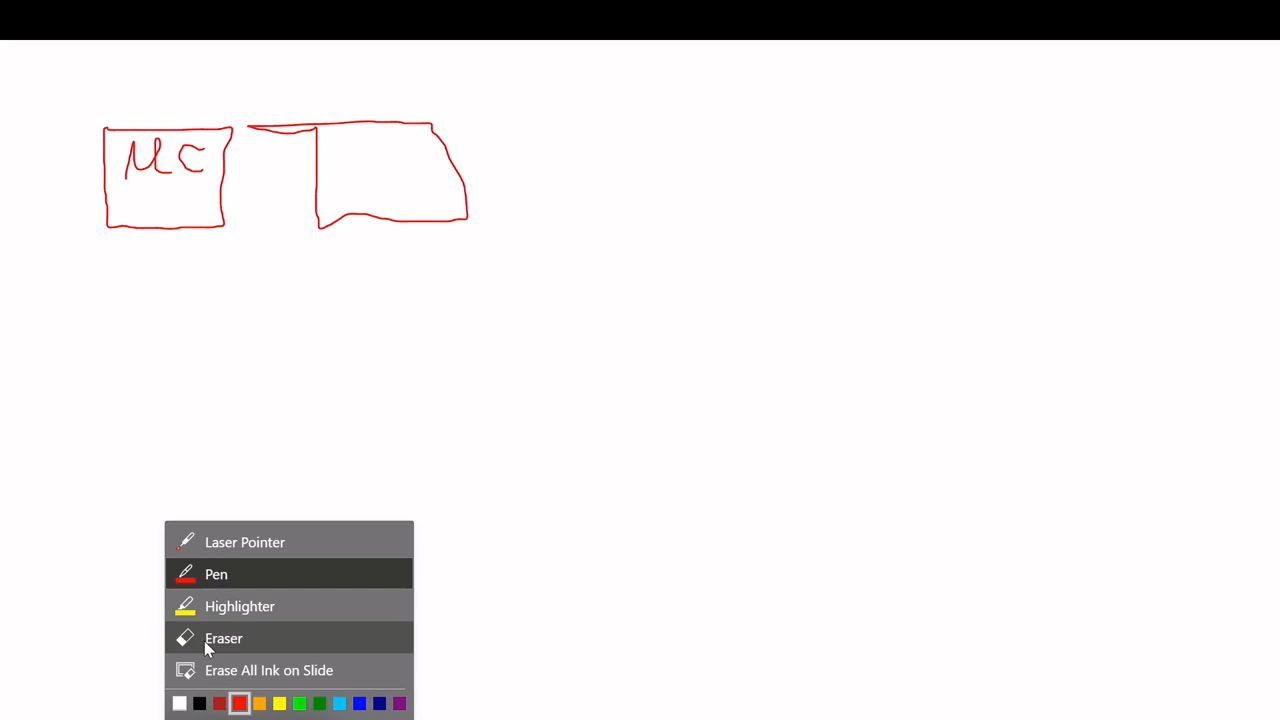 μC
Laser Pointer
Pen
Highlighter
Eraser
Erase All Ink on Slide